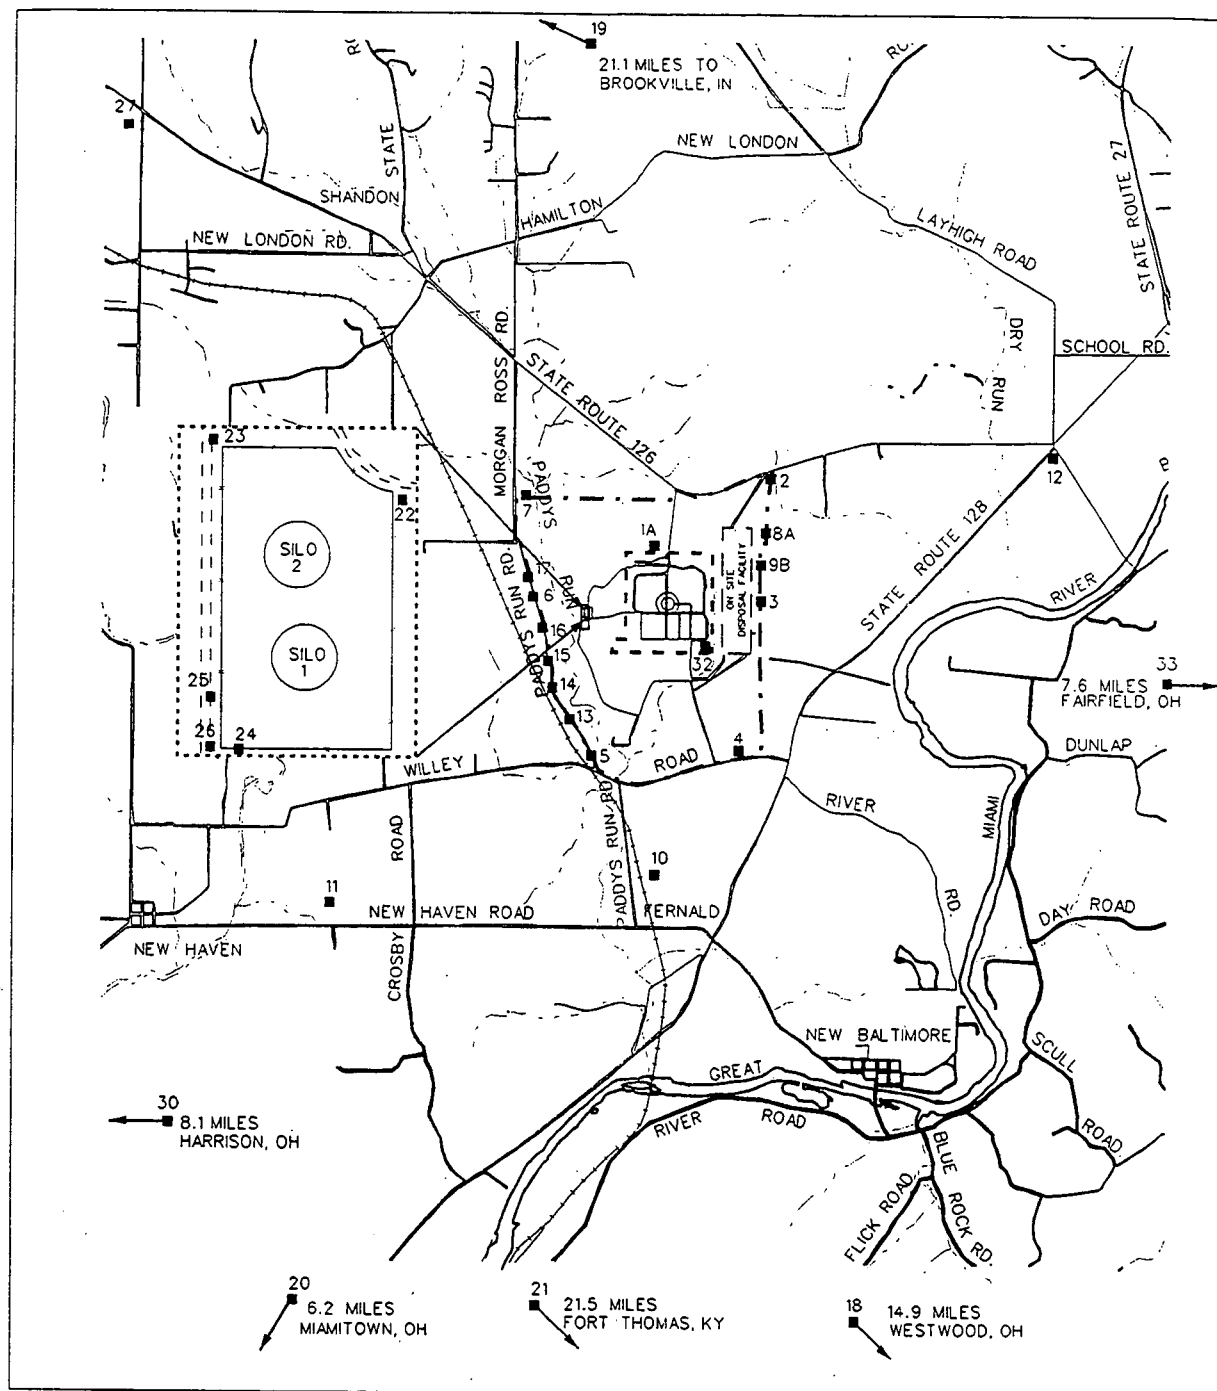 19
21.1 MILES TO
BROOKVILLE, IN
27
STATE
NEW LONDON
SHANDON
HAMILTON
NEW LONDON RD.
LAYHIGH ROAD
STATE ROUTE 27
DRY RUN
SCHOOL RD.
MORGAN ROSS RD.
STATE ROUTE 126
23
22
SILO
2
SILO
1
25
26
24
7
PADDYS RUN
12
2
1A
8A
9B
3
ON SITE
DISPOSAL FACILITY
STATE ROUTE 128
RIVER
17
6
16
15
14
13
5
PADDYS RUN RD.
32
33
7.6 MILES
FAIRFIELD, OH
4
WILLEY ROAD
DUNLAP
MIAMI
RIVER RD.
PADDYS RUN RD.
10
11
CROSBY ROAD
NEW HAVEN ROAD
FERNALD
DAY ROAD
NEW HAVEN
NEW BALTIMORE
SCULL ROAD
GREAT
RIVER ROAD
30
8.1 MILES
HARRISON, OH
BLUE ROCK RD.
FLICK ROAD
20
6.2 MILES
MIAMITOWN, OH
21
21.5 MILES
FORT THOMAS, KY
18
14.9 MILES
WESTWOOD, OH